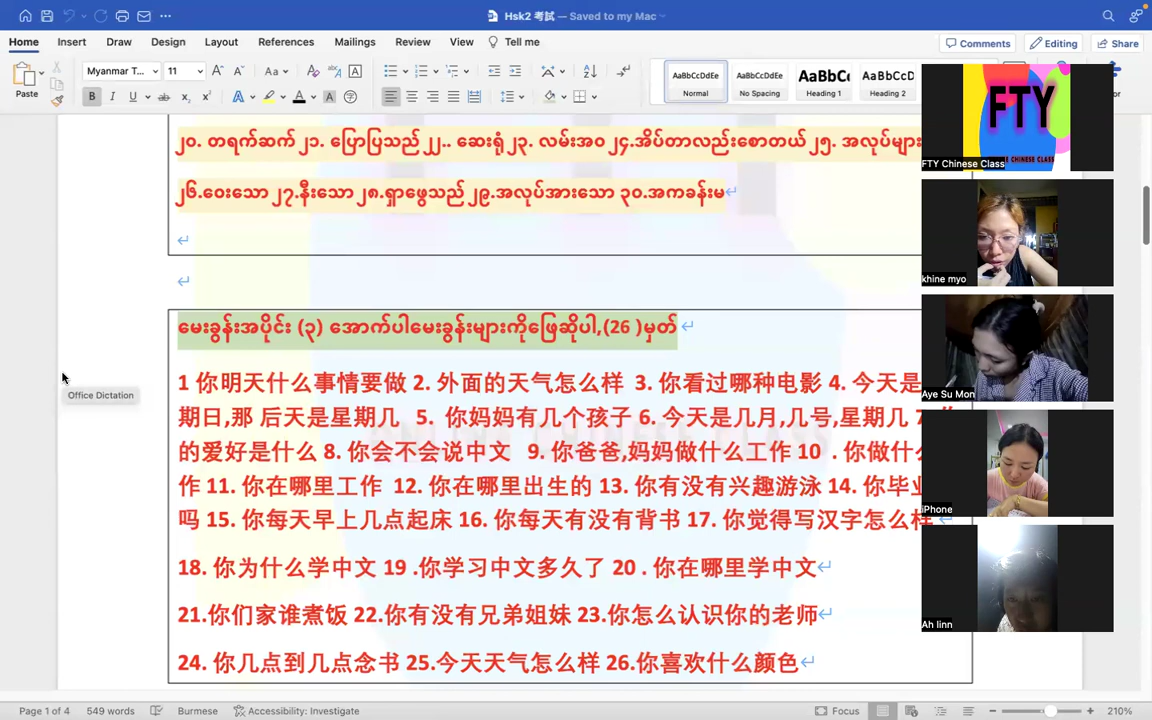 Hsk2 考試 — Saved to my Mac
Home Insert Draw Design Layout References Mailings Review View Tell me Comments Editing Share
Paste Myanmar T... 11 AaBbCcDdEe Normal AaBbCcDdEe No Spacing AaBbCc Heading 1 AaBbCcD Heading 2
၂၀. တရက်ဆက် ၂၁. ပြောပြသည် ၂၂.. ဆေးရုံ ၂၃. လမ်းအဝ ၂၄.အိပ်တာလည်းစောတယ် ၂၅. အလုပ်များ
၂၆.ဝေးသော ၂၇.နီးသော ၂၈.ရှာဖွေသည် ၂၉.အလုပ်အားသော ၃၀.အကခန်းမ
မေးခွန်းအပိုင်း (၃) အောက်ပါမေးခွန်းများကိုဖြေဆိုပါ,(26 )မှတ်
1 你明天什么事情要做 2. 外面的天气怎么样 3. 你看过哪种电影 4. 今天是
期日,那 后天是星期几 5. 你妈妈有几个孩子 6. 今天是几月,几号,星期几
的爱好是什么 8. 你会不会说中文 9. 你爸爸,妈妈做什么工作 10 . 你做什
作 11. 你在哪里工作 12. 你在哪里出生的 13. 你有没有兴趣游泳 14. 你毕业
吗 15. 你每天早上几点起床 16. 你每天有没有背书 17. 你觉得写汉字怎么样
18. 你为什么学中文 19 .你学习中文多久了 20 . 你在哪里学中文
21.你们家谁煮饭 22.你有没有兄弟姐妹 23.你怎么认识你的老师
24. 你几点到几点念书 25.今天天气怎么样 26.你喜欢什么颜色
Office Dictation
FTY
CHINESE CLASS
FTY Chinese Class
khine myo
Aye Su Mon
iPhone
Ah linn
Page 1 of 4 549 words Burmese Accessibility: Investigate Focus 210%